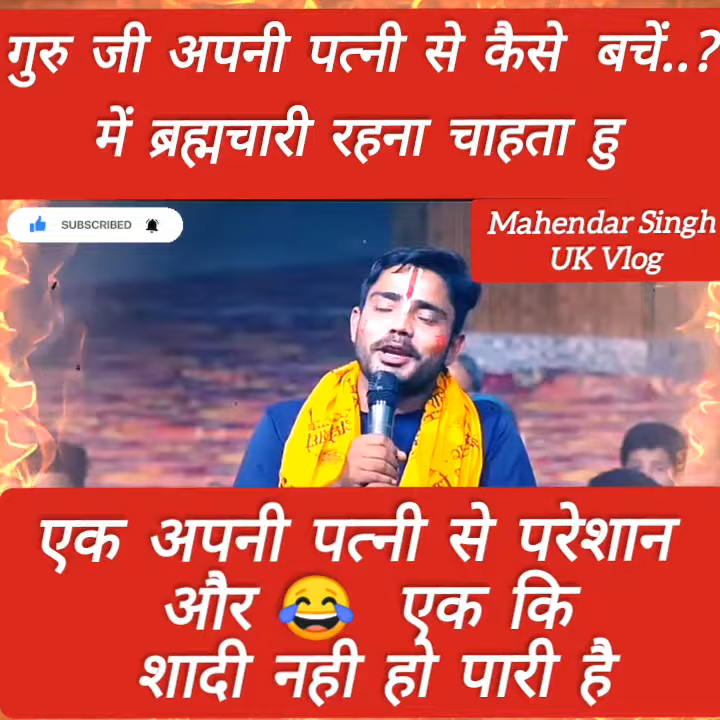 गुरु जी अपनी पत्नी से कैसे बचें..?
में ब्रह्मचारी रहना चाहता हु
SUBSCRIBED
Mahendar Singh
UK Vlog
एक अपनी पत्नी से परेशान
और 😂 एक कि
शादी नही हो पारी है